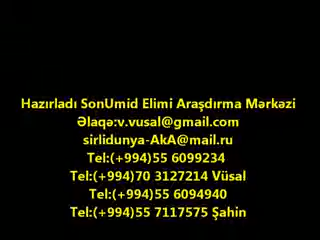 Hazırladı SonUmid Elimi Araşdırma Mərkəzi
Əlaqə:v.vusal@gmail.com
sirlidunya-AkA@mail.ru
Tel:(+994)55 6099234
Tel:(+994)70 3127214 Vüsal
Tel:(+994)55 6094940
Tel:(+994)55 7117575 Şahin